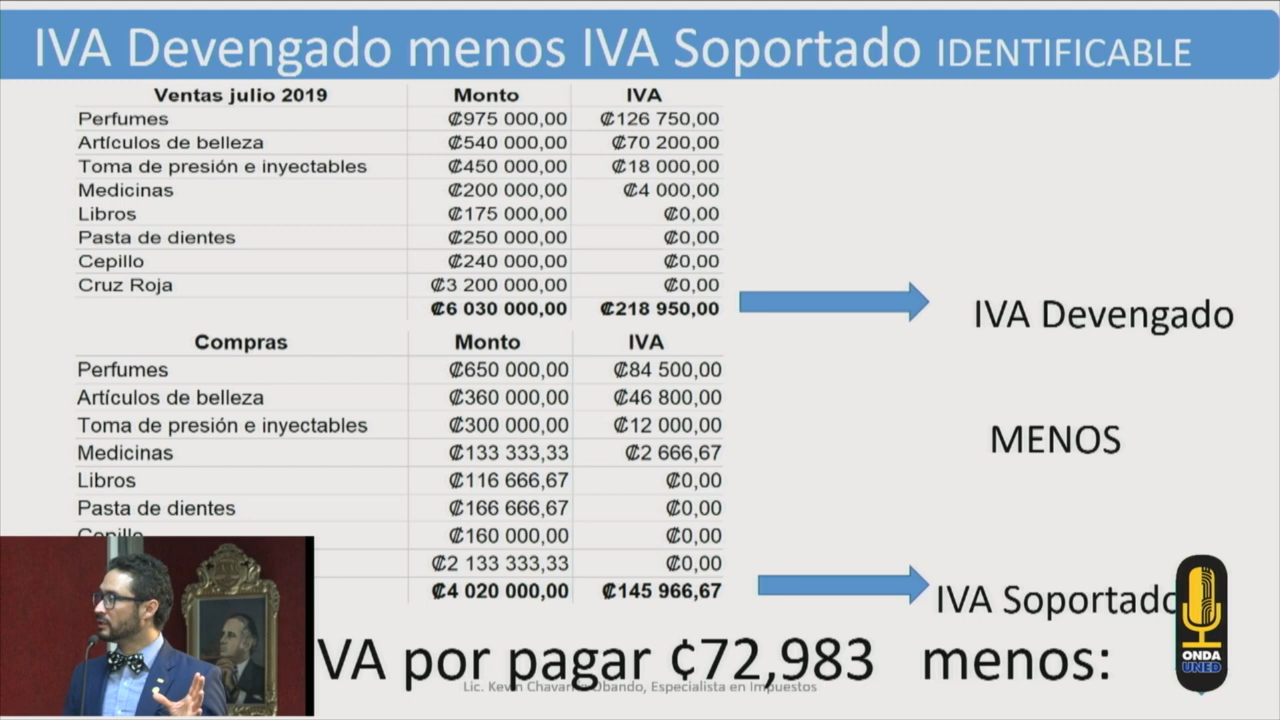 IVA Devengado menos IVA Soportado IDENTIFICABLE
Ventas julio 2019 Monto IVA
Perfumes ₡975 000,00 ₡126 750,00
Artículos de belleza ₡540 000,00 ₡70 200,00
Toma de presión e inyectables ₡450 000,00 ₡18 000,00
Medicinas ₡200 000,00 ₡4 000,00
Libros ₡175 000,00 ₡0,00
Pasta de dientes ₡250 000,00 ₡0,00
Cepillo ₡240 000,00 ₡0,00
Cruz Roja ₡3 200 000,00 ₡0,00
₡6 030 000,00 ₡218 950,00
IVA Devengado
Compras Monto IVA
Perfumes ₡650 000,00 ₡84 500,00
Artículos de belleza ₡360 000,00 ₡46 800,00
Toma de presión e inyectables ₡300 000,00 ₡12 000,00
Medicinas ₡133 333,33 ₡2 666,67
MENOS
Libros ₡116 666,67 ₡0,00
Pasta de dientes ₡166 666,67 ₡0,00
Cepillo ₡160 000,00 ₡0,00
₡2 133 333,33 ₡0,00
₡4 020 000,00 ₡145 966,67
IVA Soportado
VA por pagar ¢72,983 menos:
Lic. Kevin Chavarría Obando, Especialista en Impuestos
ONDA
UNED